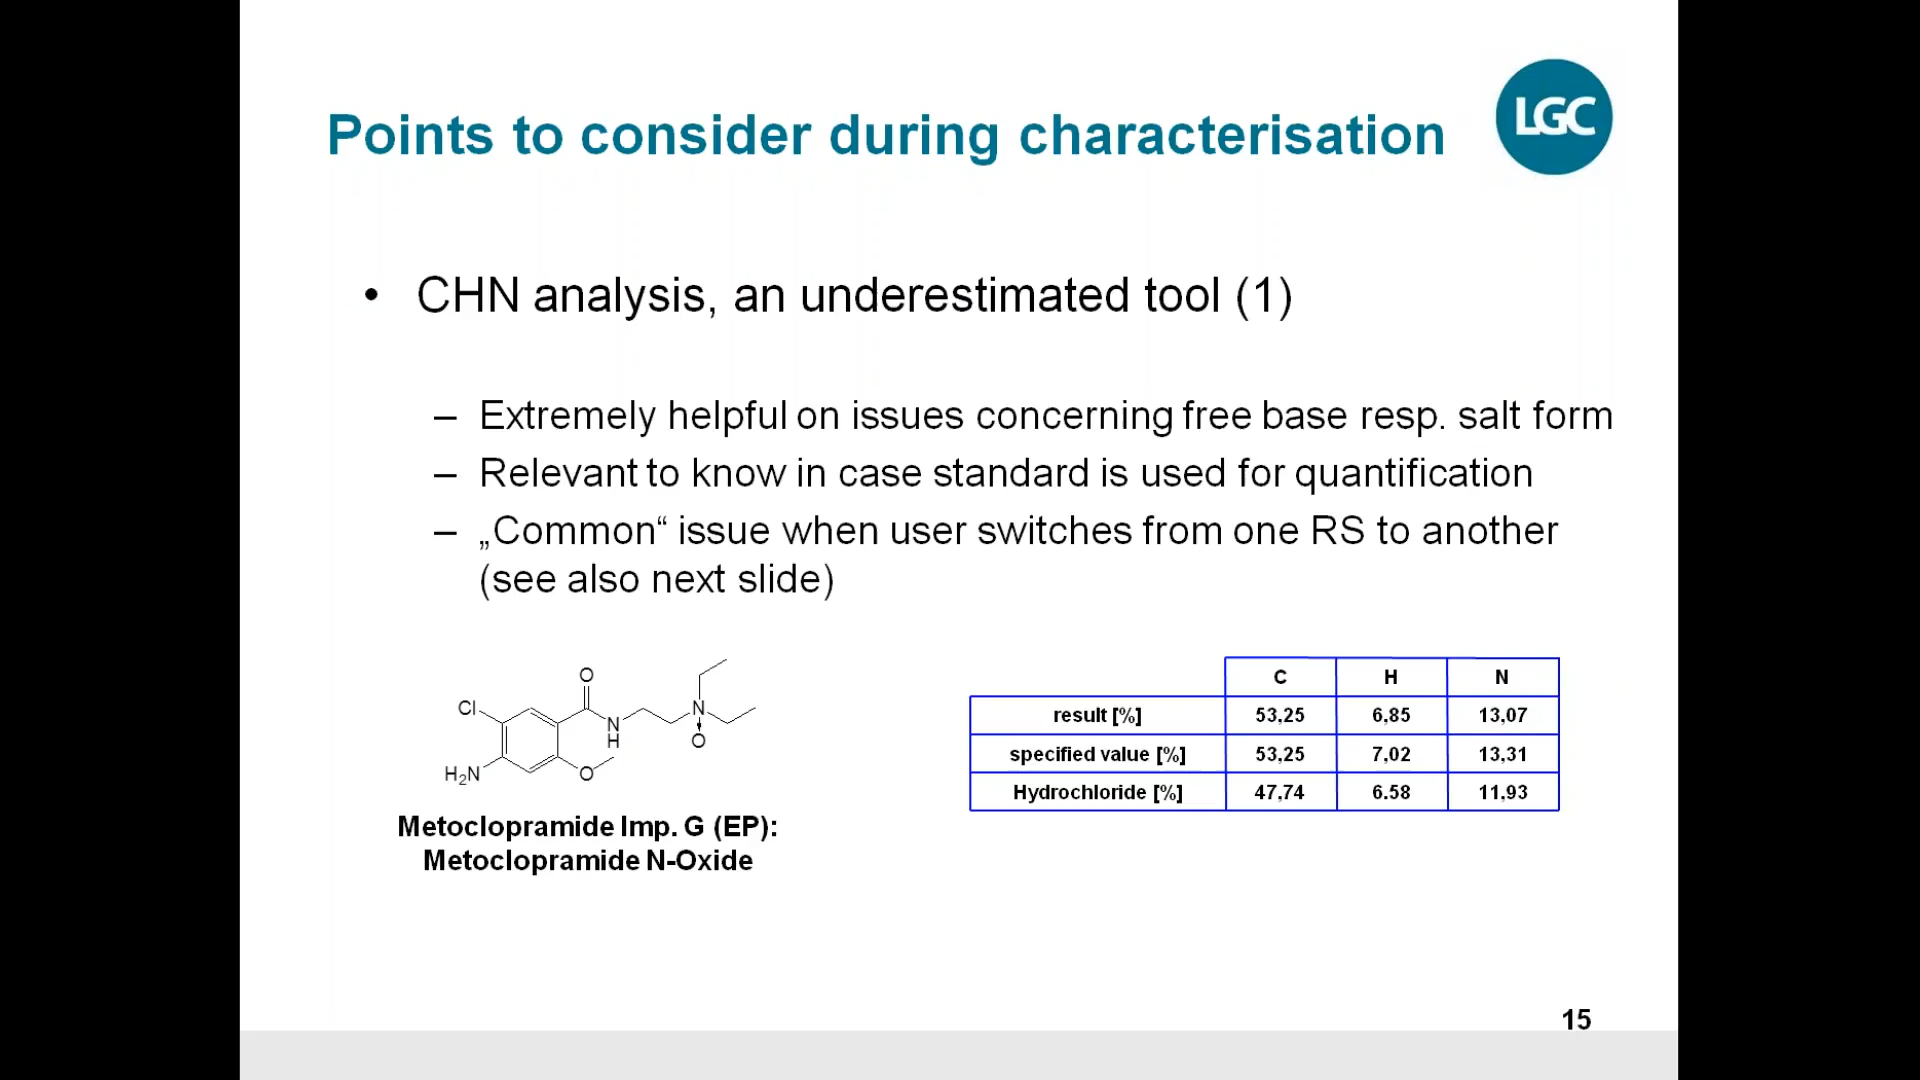 Points to consider during characterisation
LGC
• CHN analysis, an underestimated tool (1)
– Extremely helpful on issues concerning free base resp. salt form
– Relevant to know in case standard is used for quantification
– „Common“ issue when user switches from one RS to another
(see also next slide)
O
Cl
N
H
N
O
H2N
O
Metoclopramide Imp. G (EP):
Metoclopramide N-Oxide
C H N
result [%] 53,25 6,85 13,07
specified value [%] 53,25 7,02 13,31
Hydrochloride [%] 47,74 6.58 11,93
15